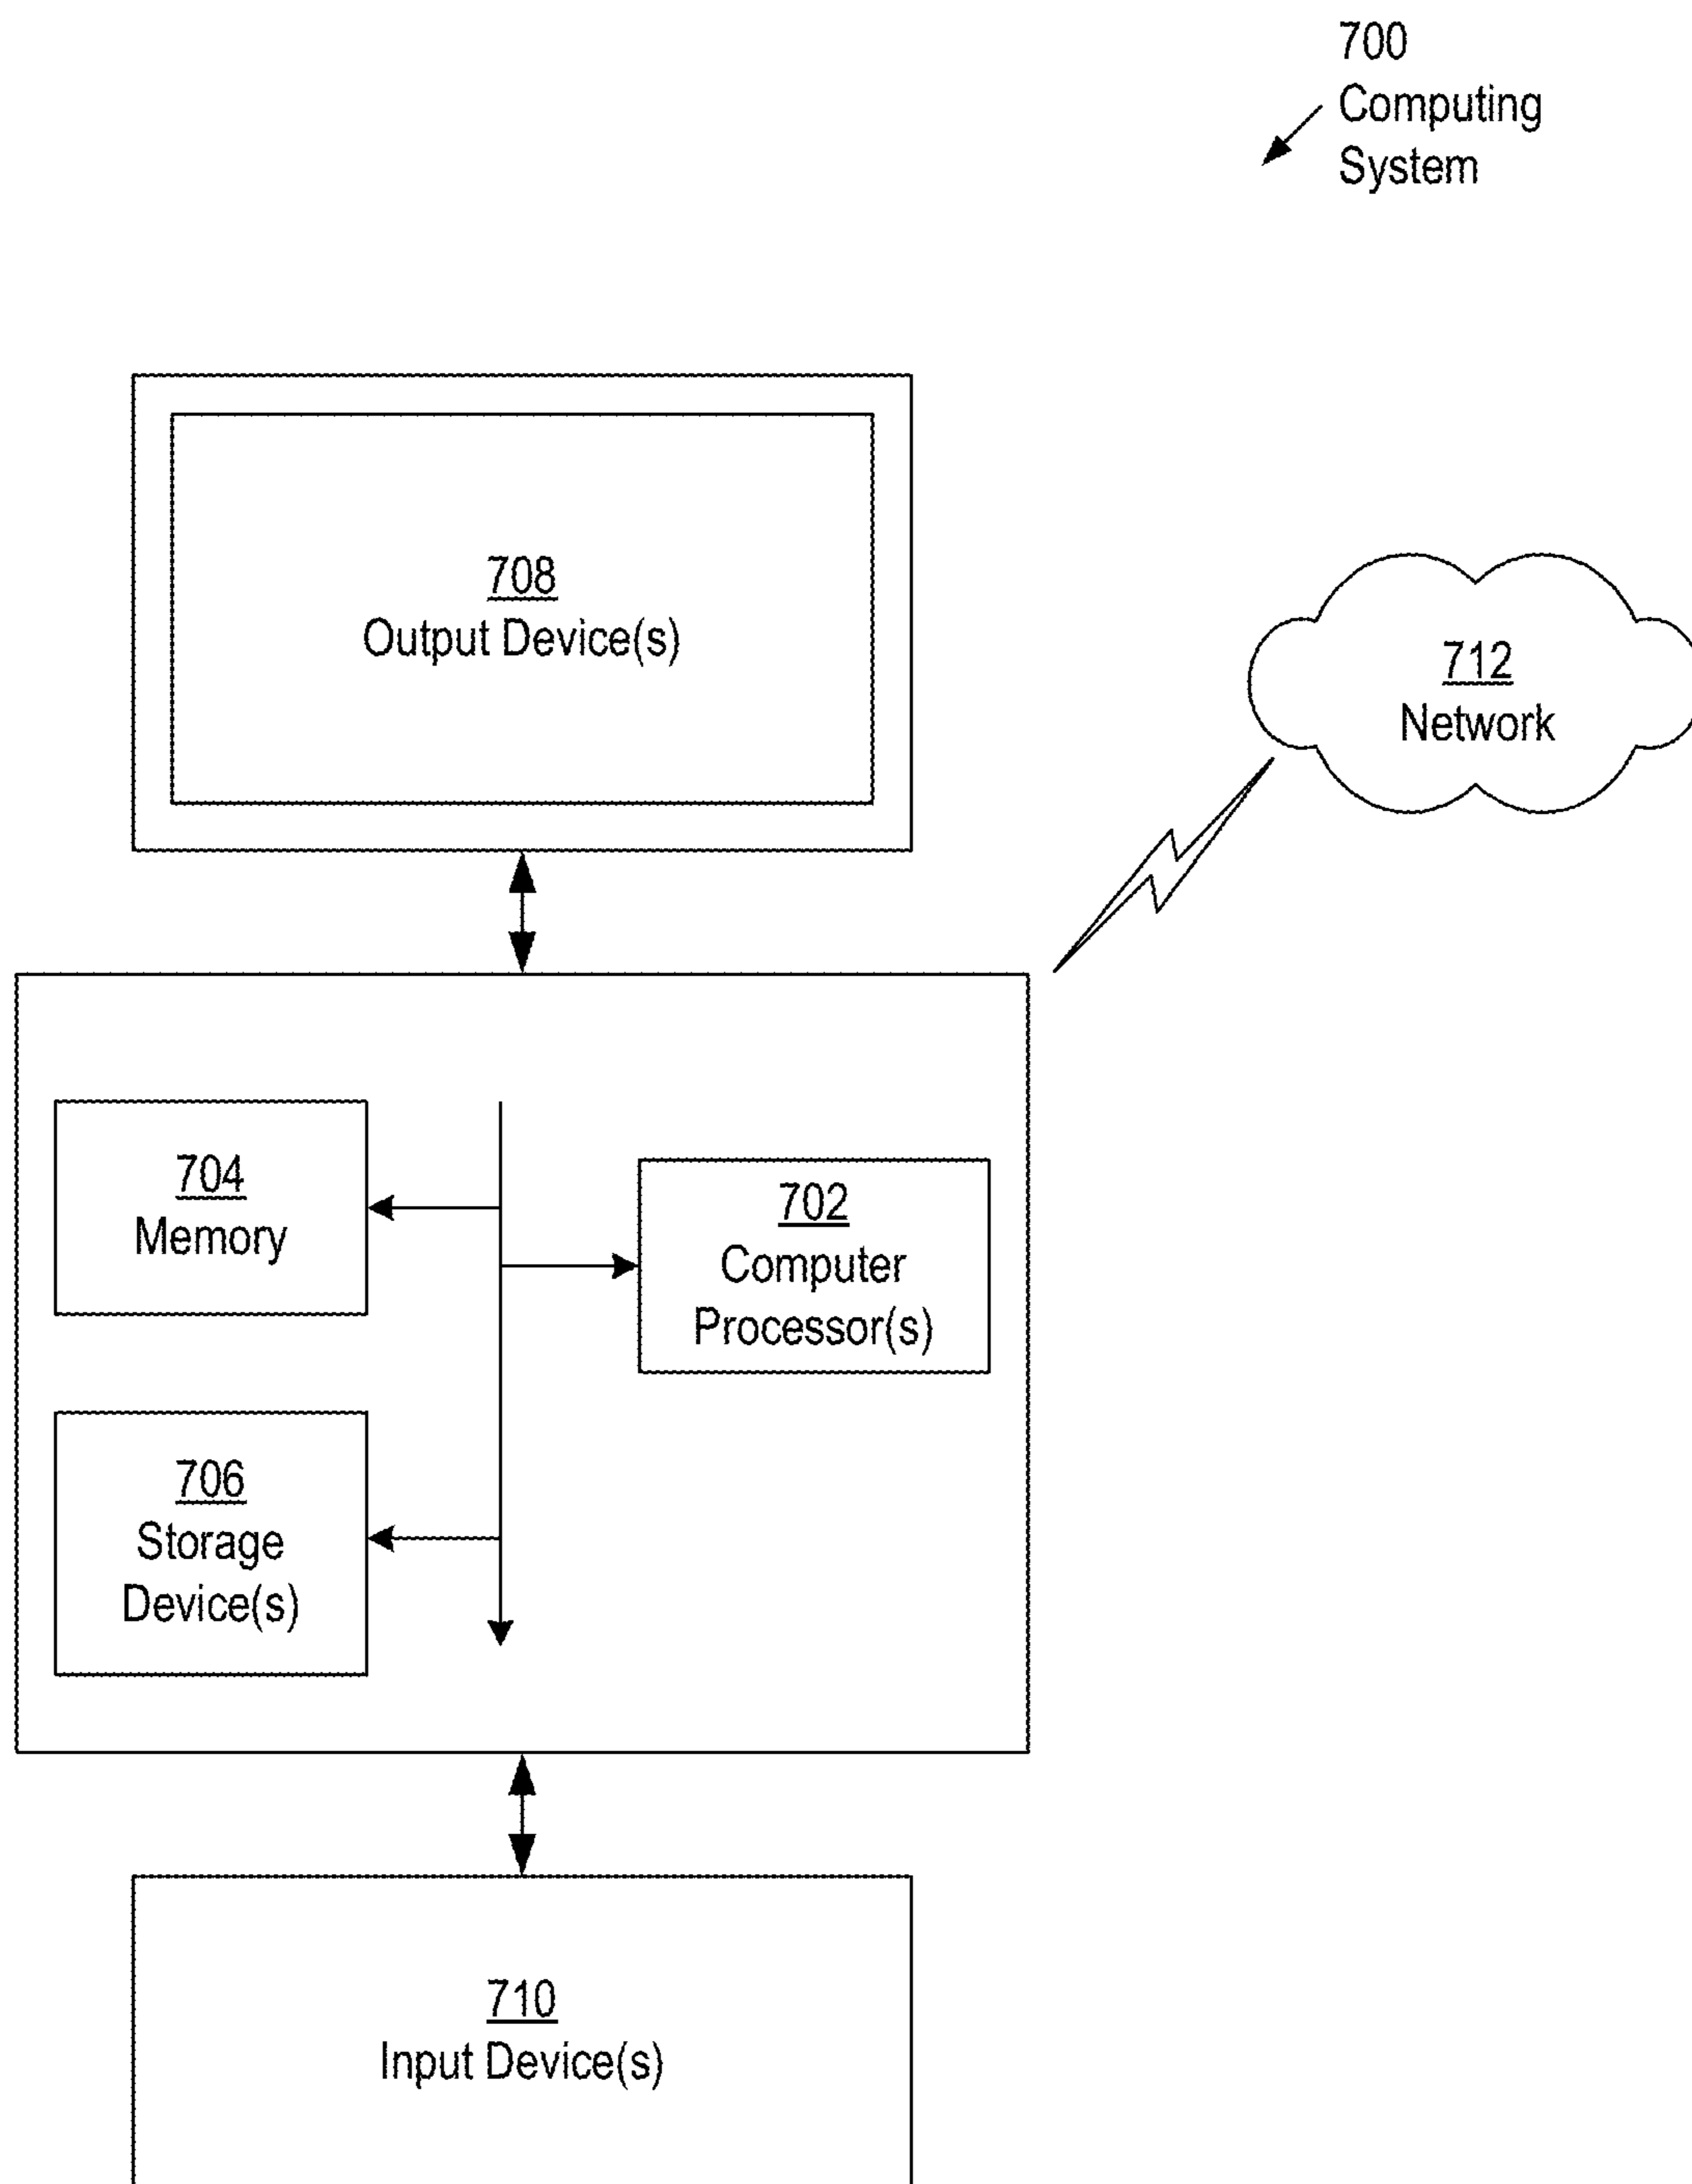 700
Computing
System
708
Output Device(s)
712
Network
704
Memory
702
Computer
Processor(s)
706
Storage
Device(s)
710
Input Device(s)